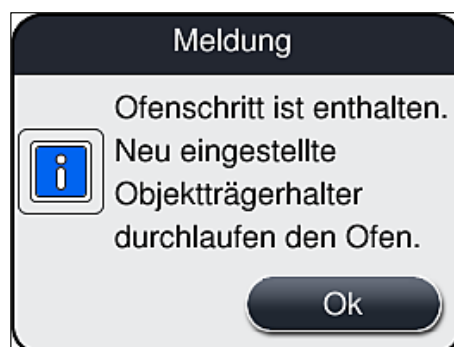 Meldung
Ofenschritt ist enthalten.
Neu eingestellte
Objektträgerhalter
durchlaufen den Ofen.
Ok